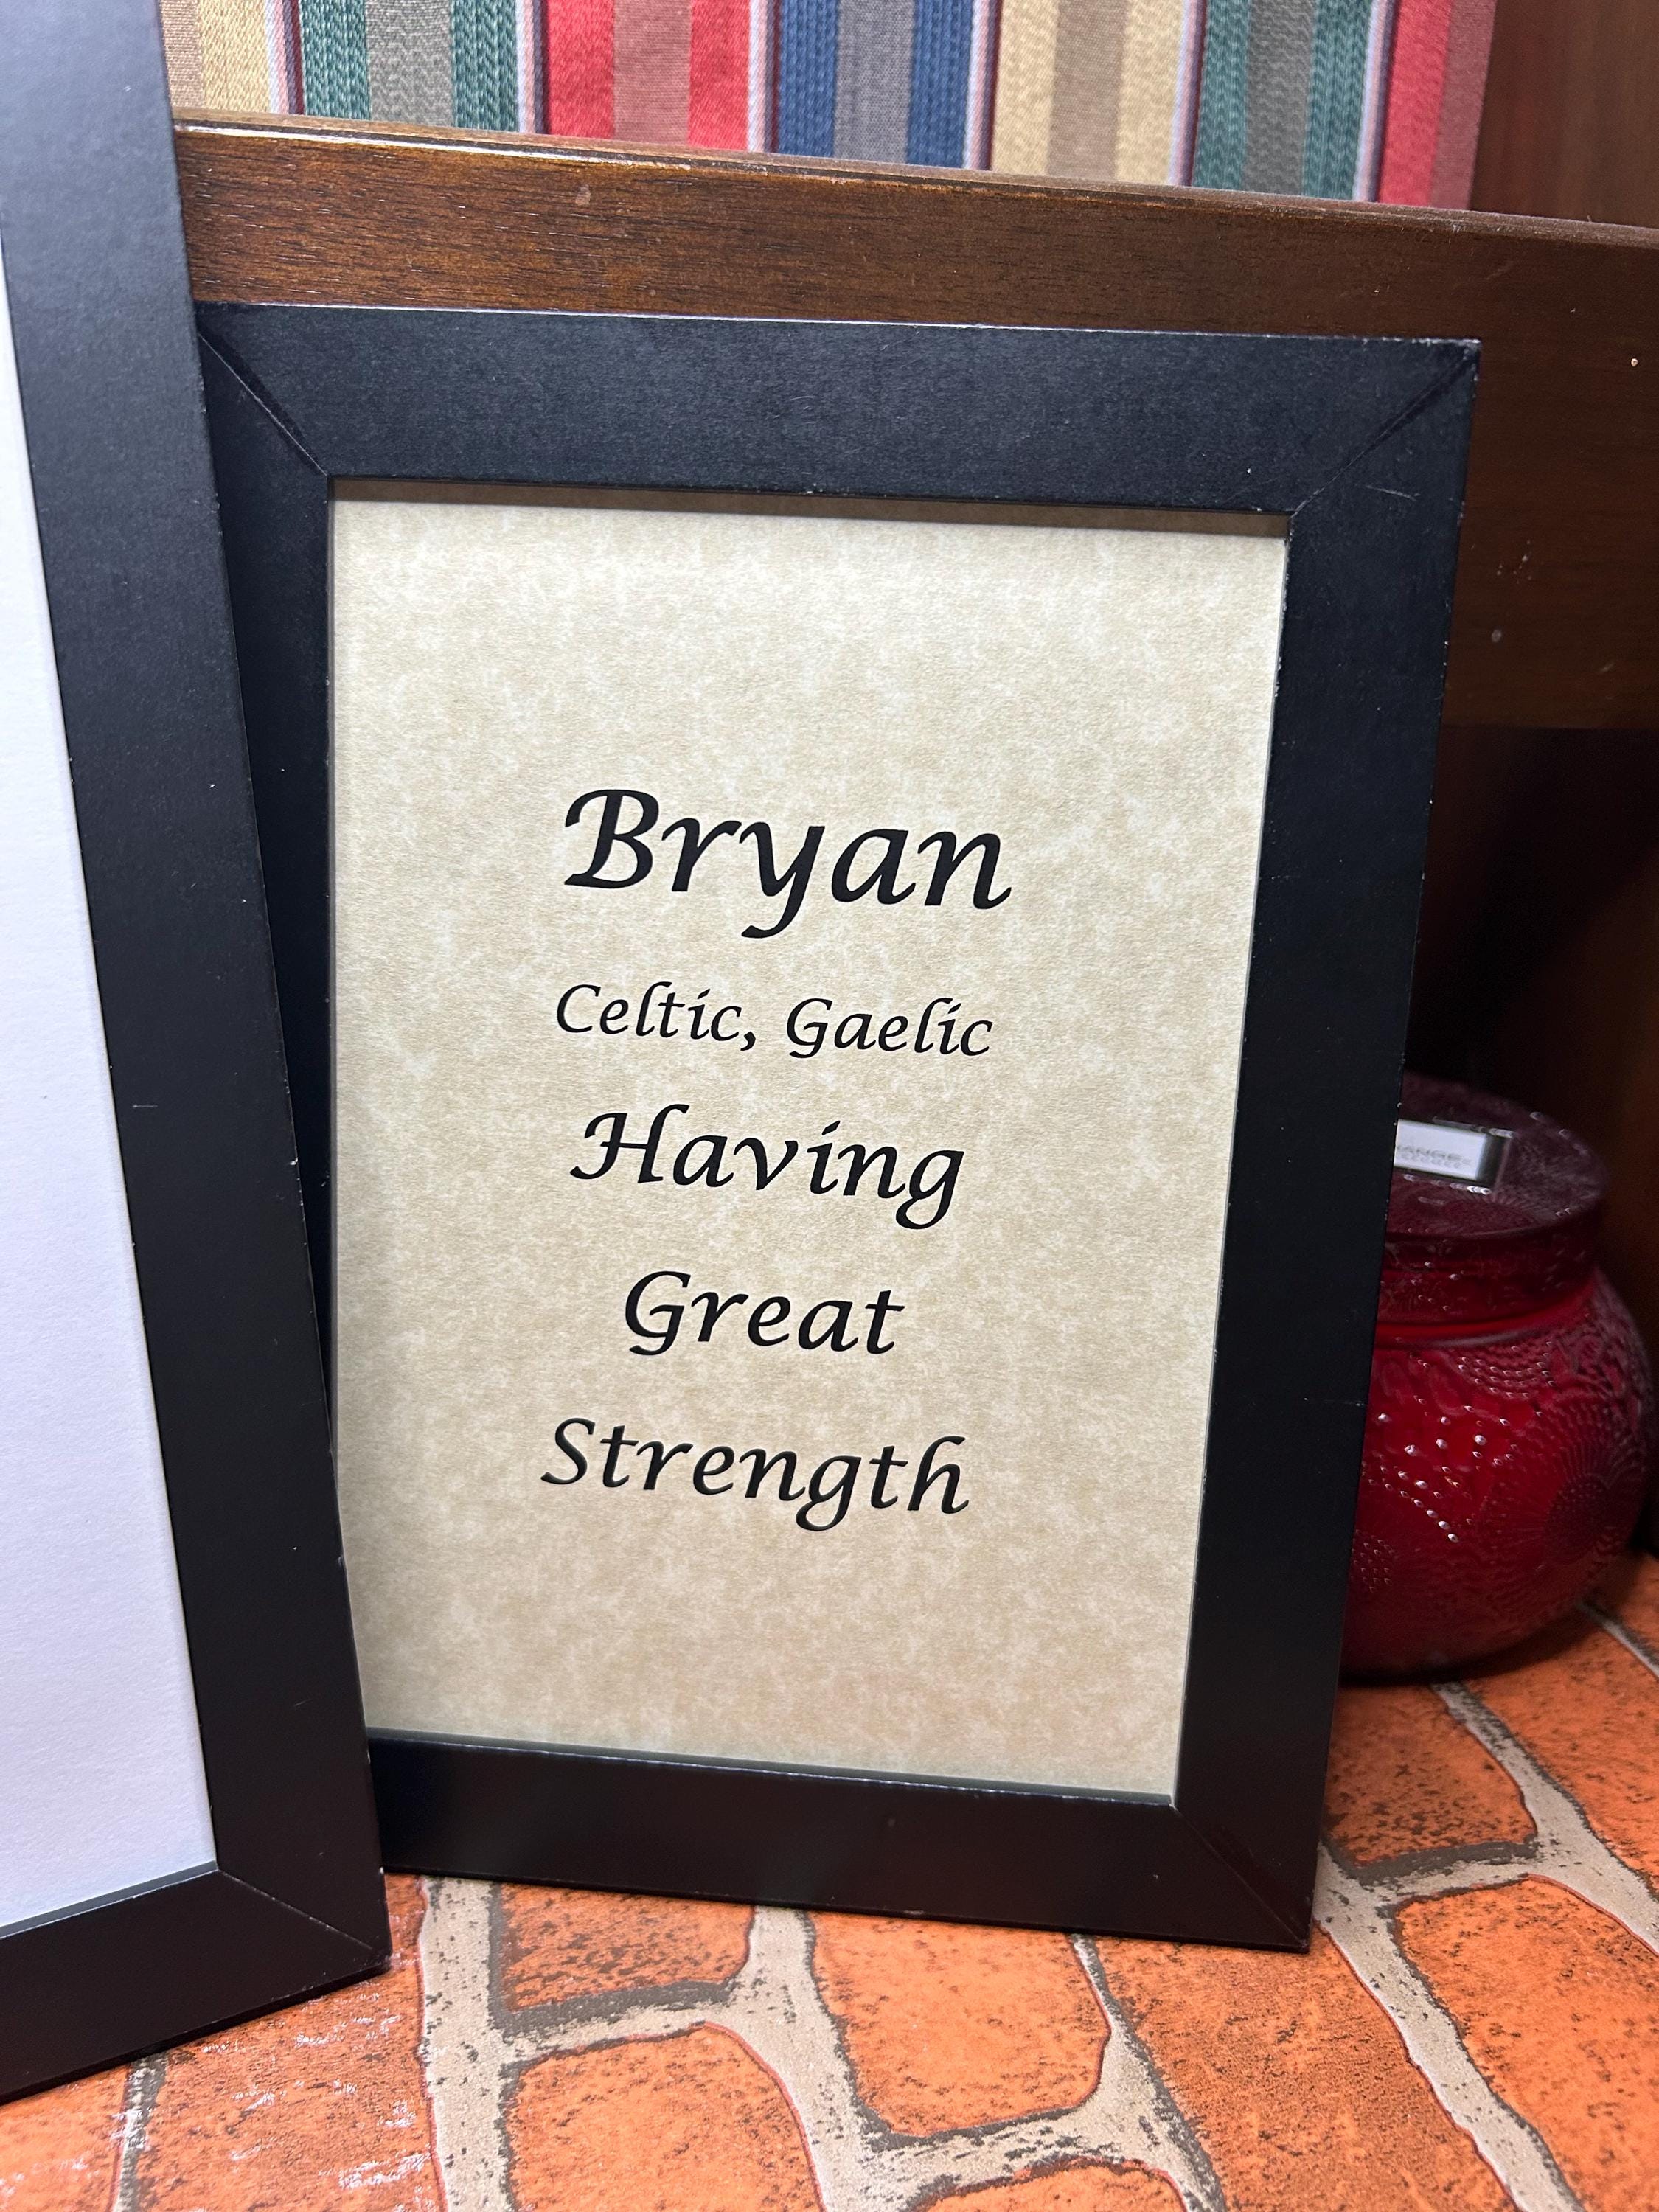 Bryan
Celtic, Gaelic
Having
Great
Strength